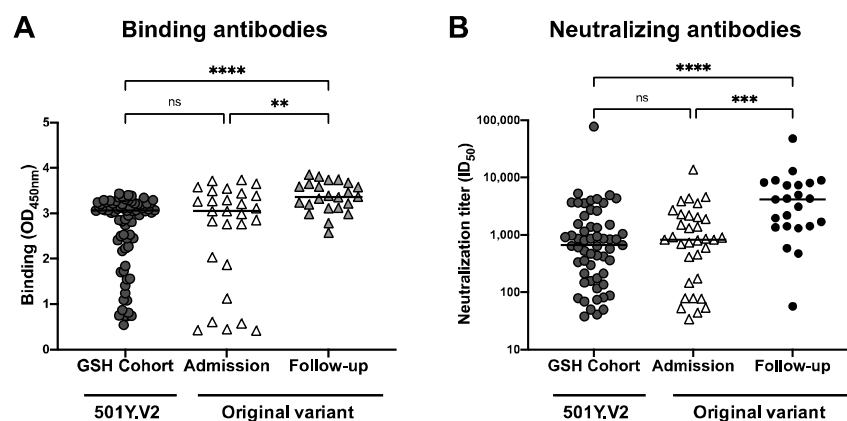 A Binding antibodies
****
ns **
Binding (OD450nm)
5
4
3
2
1
0
GSH Cohort Admission Follow-up
501Y.V2 Original variant
B Neutralizing antibodies
****
ns ***
Neutralization titer (ID50)
100,000
10,000
1,000
100
10
GSH Cohort Admission Follow-up
501Y.V2 Original variant